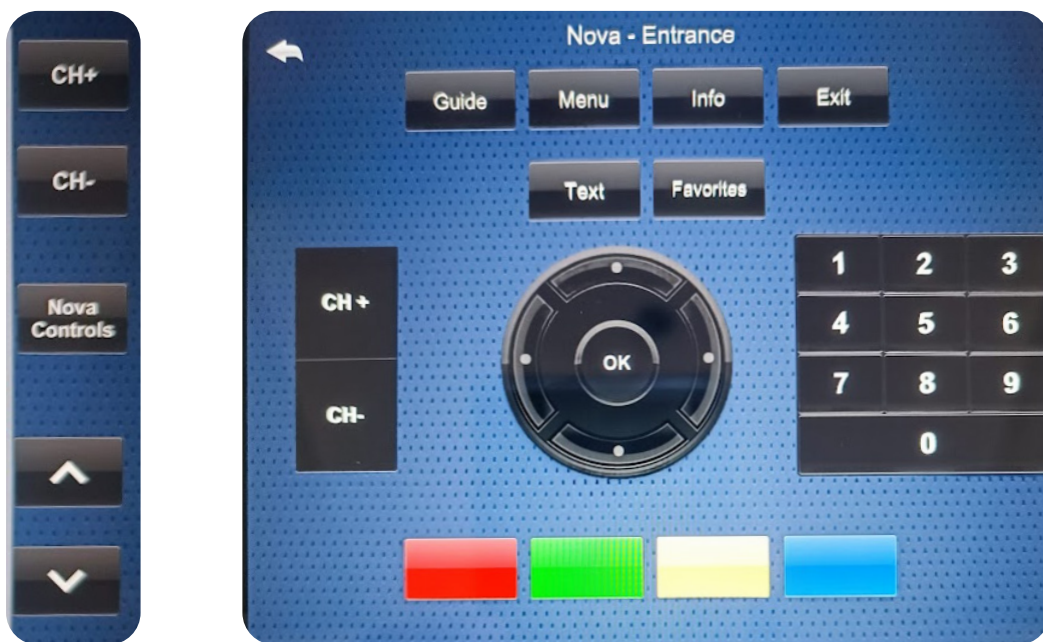 CH+
CH-
Nova
Controls
Nova - Entrance
Guide Menu Info Exit
Text Favorites
CH +
CH-
OK
1 2 3
4 5 6
7 8 9
0